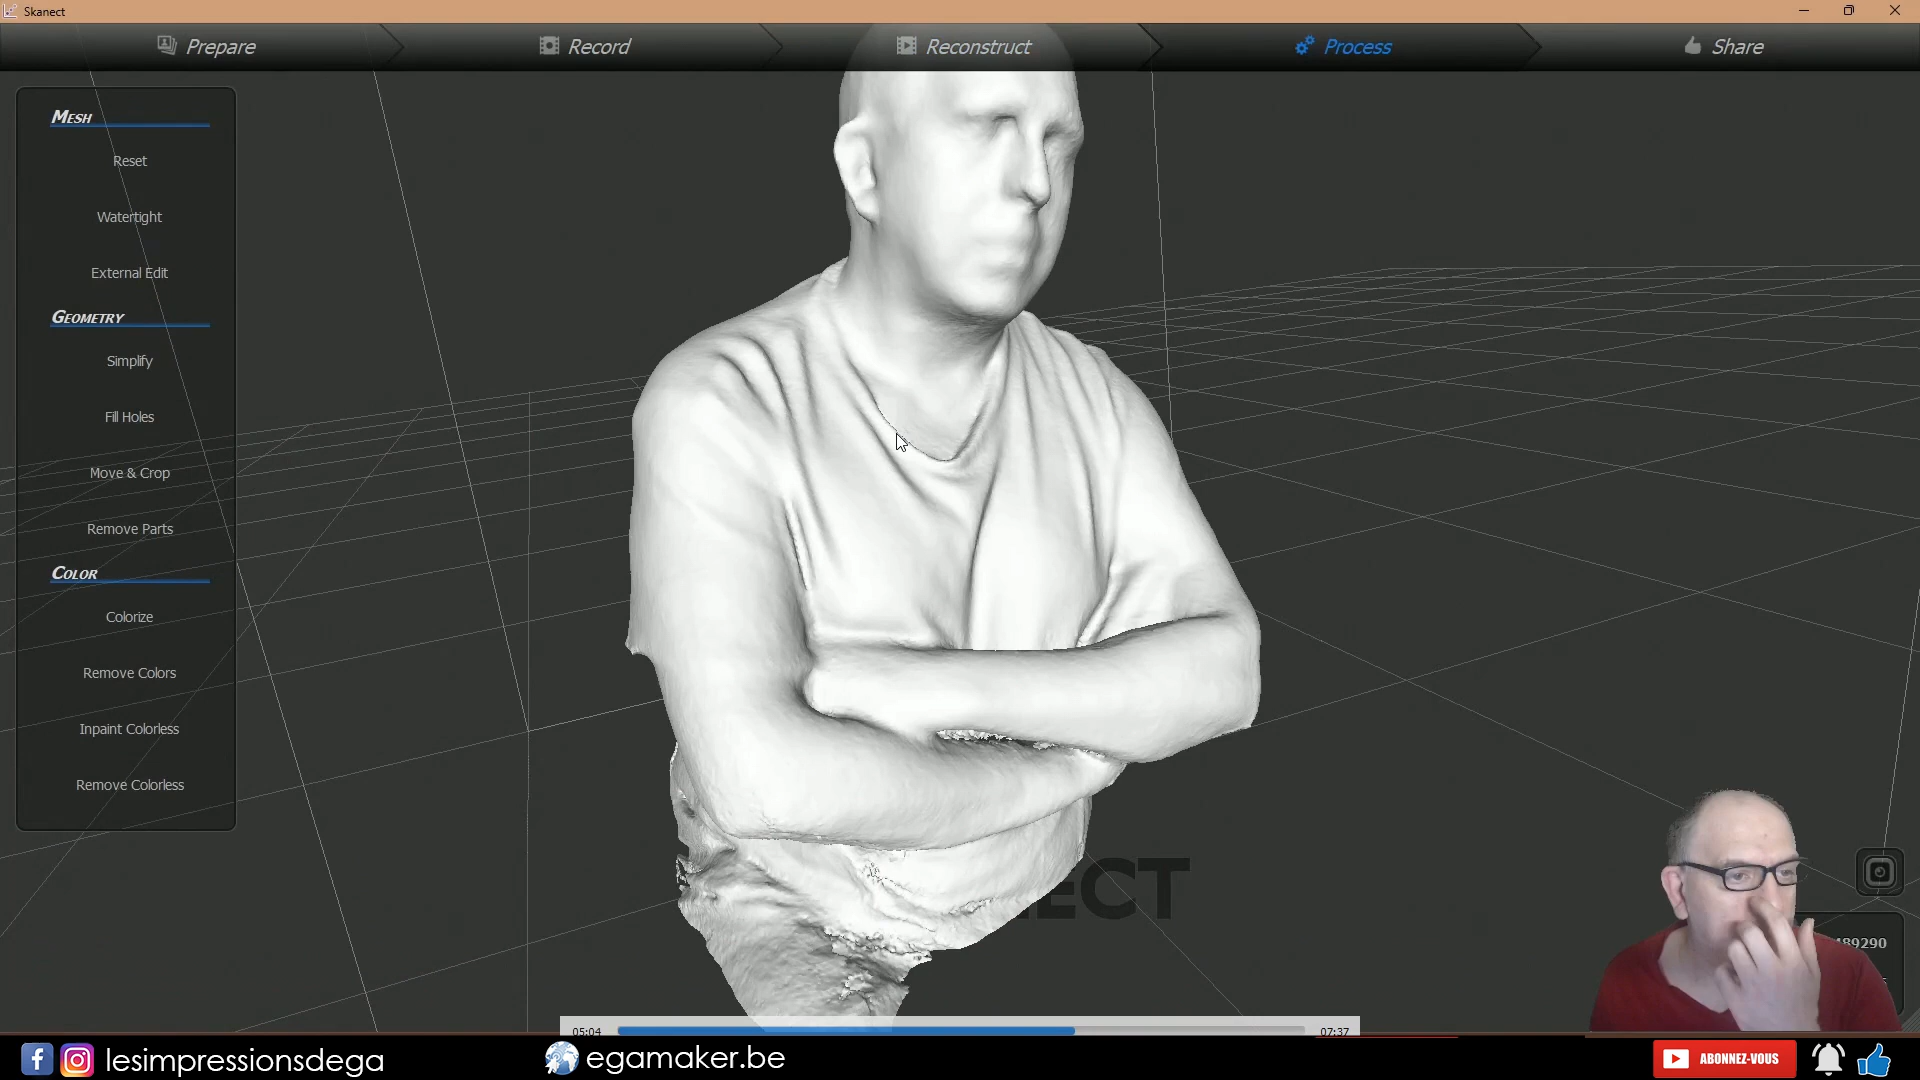 Skanect
Prepare
Record
Reconstruct
Process
Share
MESH
Reset
Watertight
External Edit
GEOMETRY
Simplify
Fill Holes
Move & Crop
Remove Parts
COLOR
Colorize
Remove Colors
Inpaint Colorless
Remove Colorless
ECT
489290
05:04
07:37
lesimpressionsdega
egamaker.be
ABONNEZ-VOUS